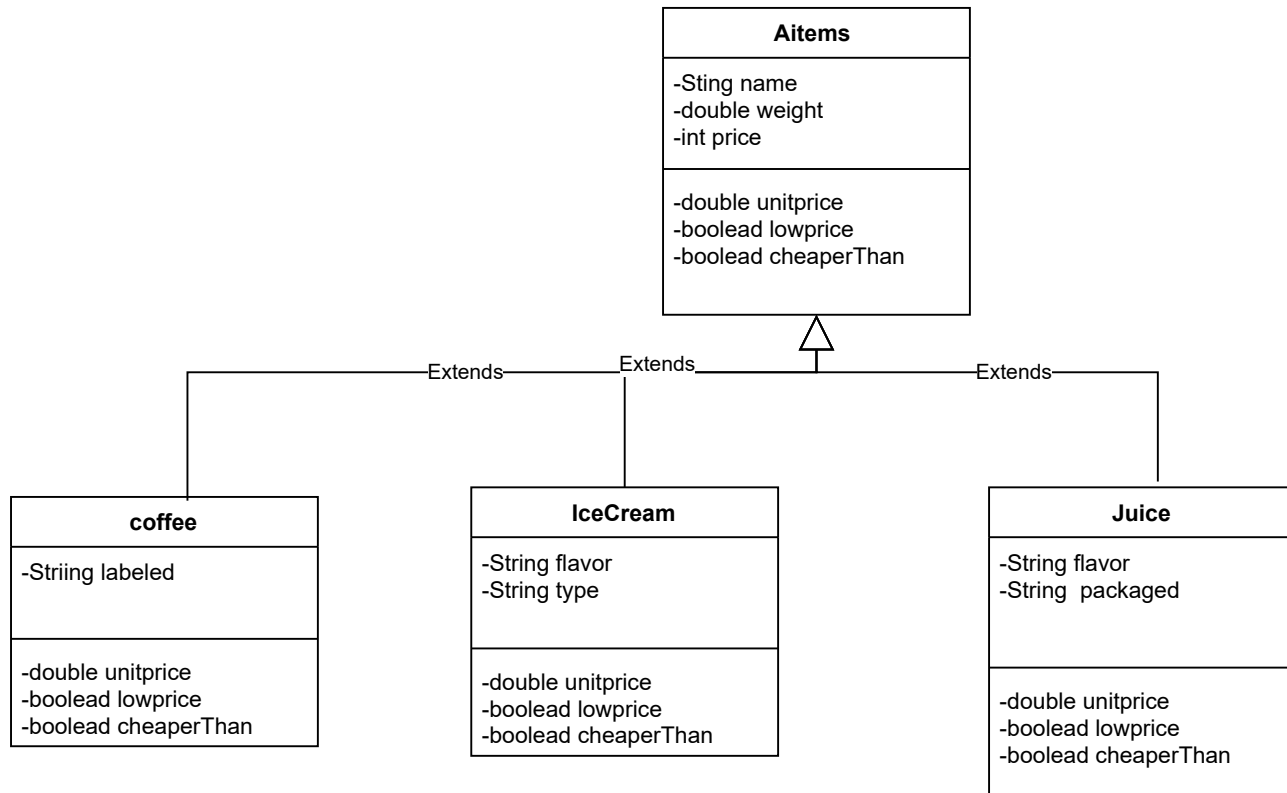 Aitems
-Sting name
-double weight
-int price
-double unitprice
-boolead lowprice
-boolead cheaperThan
Extends
Extends
Extends
coffee
-Striing labeled
-double unitprice
-boolead lowprice
-boolead cheaperThan
IceCream
-String flavor
-String type
-double unitprice
-boolead lowprice
-boolead cheaperThan
Juice
-String flavor
-String  packaged
-double unitprice
-boolead lowprice
-boolead cheaperThan